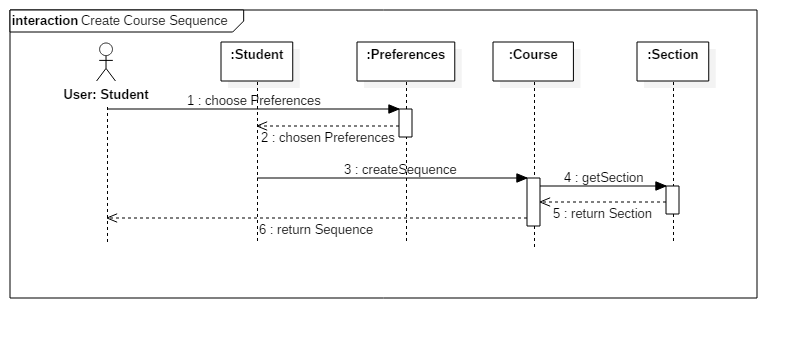 interaction Create Course Sequence
:Student
:Preferences
:Course
:Section
User: Student
1 : choose Preferences
2 : chosen Preferences
3 : createSequence
4 : getSection
5 : return Section
6 : return Sequence